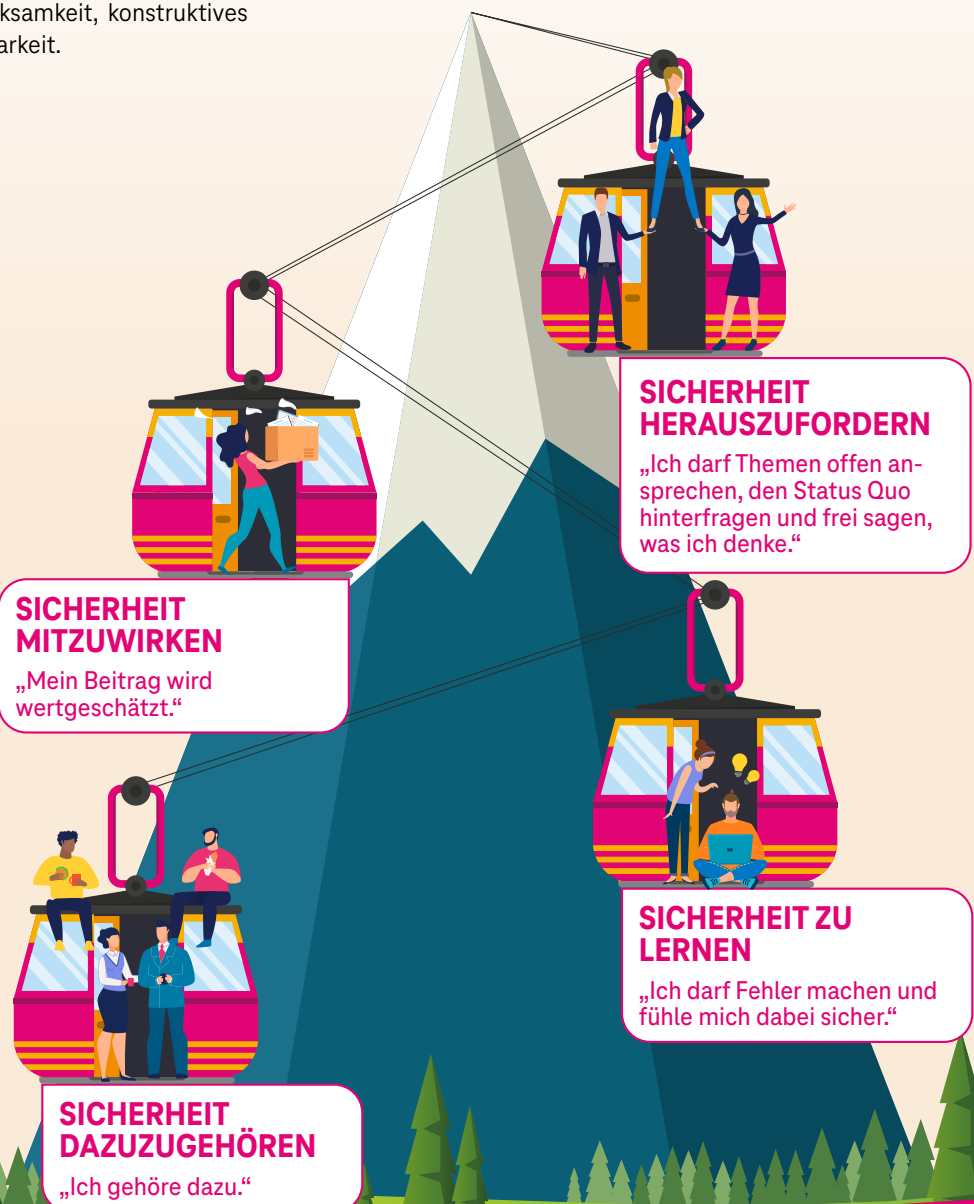 ksamkeit, konstruktives
arkeit.
SICHERHEIT
HERAUSZUFORDERN
„Ich darf Themen offen an-
sprechen, den Status Quo
hinterfragen und frei sagen,
was ich denke.“
SICHERHEIT
MITZUWIRKEN
„Mein Beitrag wird
wertgeschätzt.“
SICHERHEIT ZU
LERNEN
„Ich darf Fehler machen und
fühle mich dabei sicher.“
SICHERHEIT
DAZUZUGEHÖREN
„Ich gehöre dazu.“